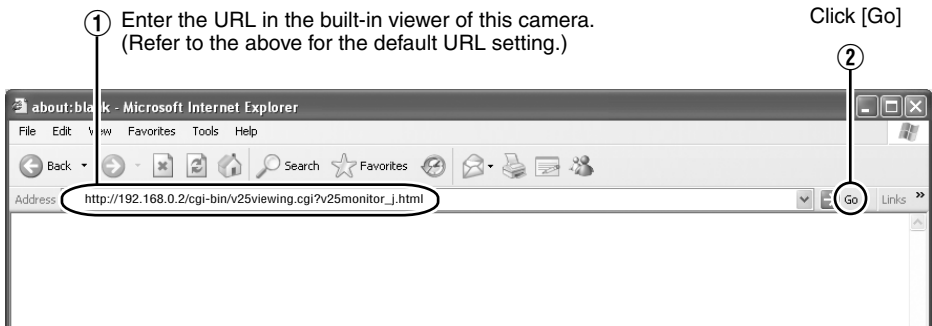 ① Enter the URL in the built-in viewer of this camera.
(Refer to the above for the default URL setting.)
Click [Go]
②
about:blank - Microsoft Internet Explorer
File Edit View Favorites Tools Help
Back Search Favorites
Address http://192.168.0.2/cgi-bin/v25viewing.cgi?v25monitor_j.html Go Links »